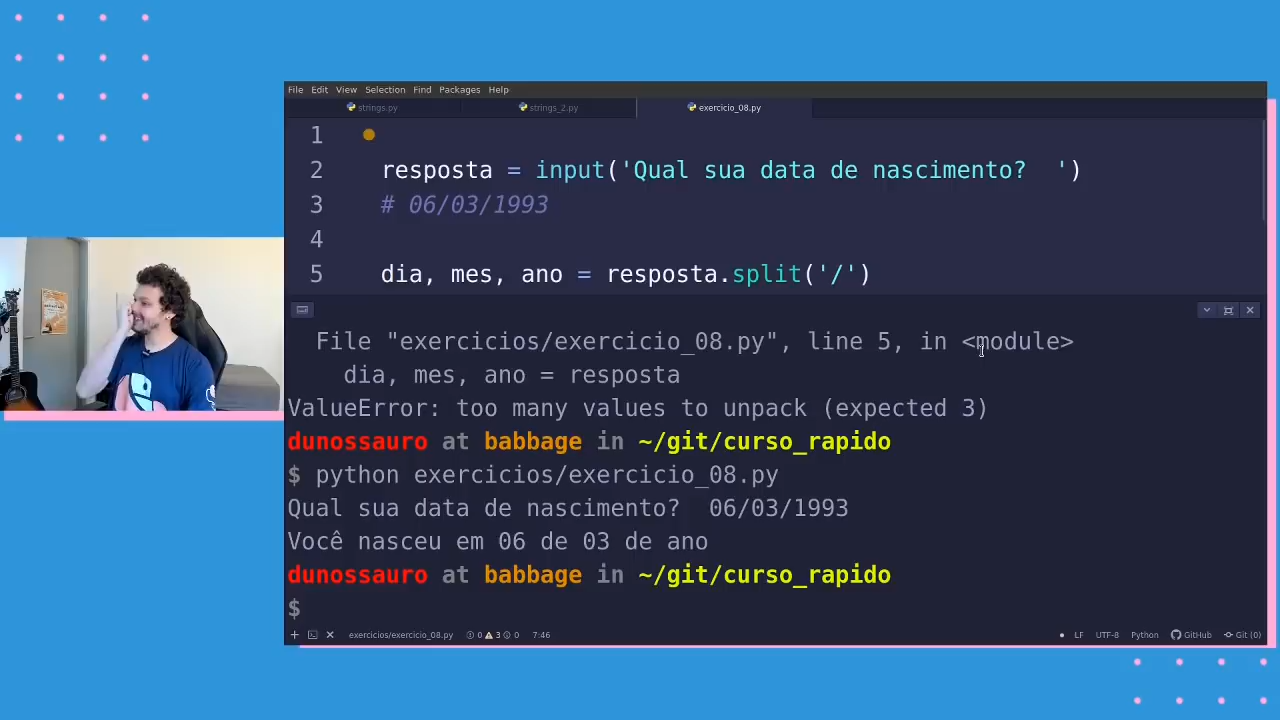 File Edit View Selection Find Packages Help
strings.py strings_2.py exercicio_08.py
1
2 resposta = input('Qual sua data de nascimento?  ')
3 # 06/03/1993
4
5 dia, mes, ano = resposta.split('/')
File "exercicios/exercicio_08.py", line 5, in <module>
dia, mes, ano = resposta
ValueError: too many values to unpack (expected 3)
dunossauro at babbage in ~/git/curso_rapido
$ python exercicios/exercicio_08.py
Qual sua data de nascimento?  06/03/1993
Você nasceu em 06 de 03 de ano
dunossauro at babbage in ~/git/curso_rapido
$
exercicios/exercicio_08.py 0 3 0 7:46 LF UTF-8 Python GitHub Git (0)